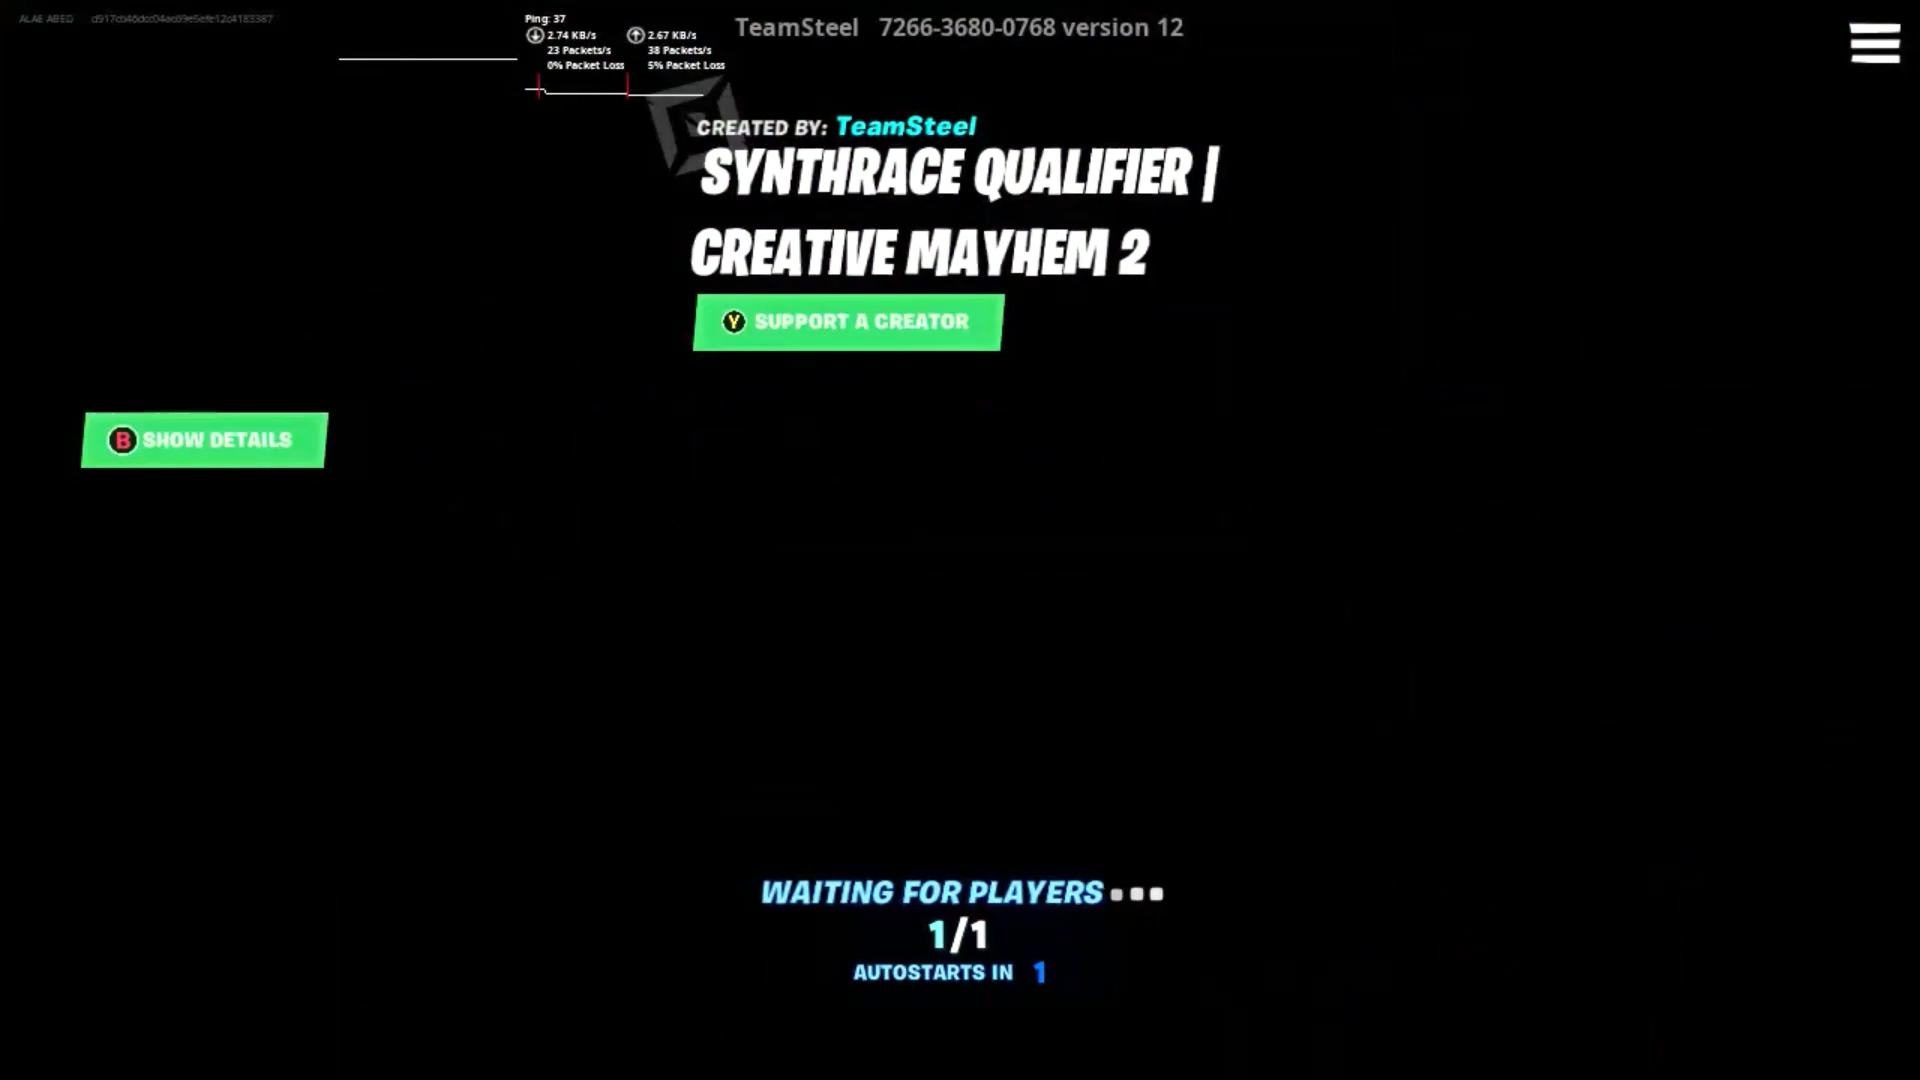 ALAE ABED
Ping: 37
2.74 KB/s 2.67 KB/s
23 Packets/s 38 Packets/s
0% Packet Loss 5% Packet Loss
TeamSteel 7266-3680-0768 version 12
CREATED BY: TeamSteel
SYNTHRACE QUALIFIER |
CREATIVE MAYHEM 2
Y SUPPORT A CREATOR
B SHOW DETAILS
WAITING FOR PLAYERS
1/1
AUTOSTARTS IN 1